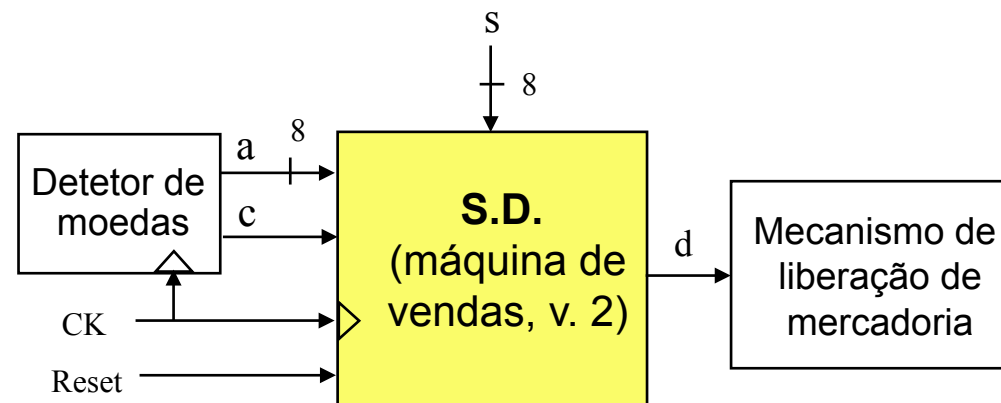 s
8
8
a
Detetor de
moedas
c
S.D.
(máquina de
vendas, v. 2)
d
Mecanismo de
liberação de
mercadoria
CK
Reset